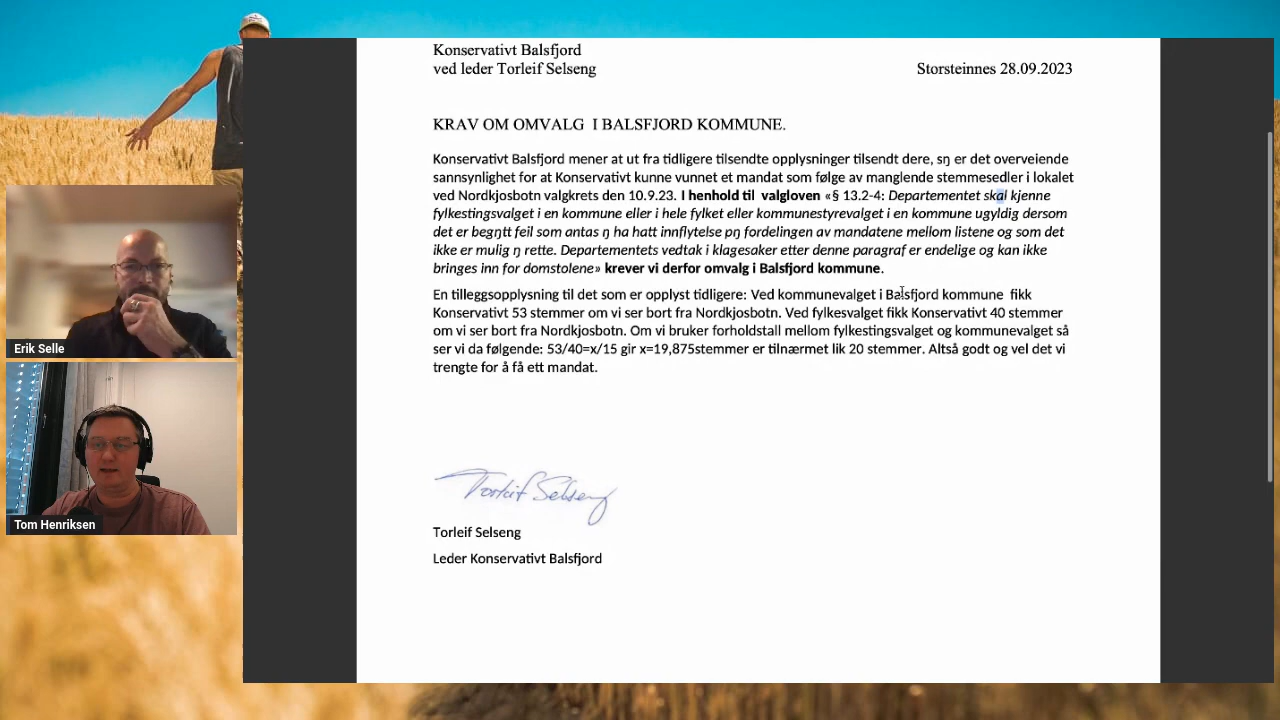 Konservativt Balsfjord
ved leder Torleif Selseng
Storsteinnes 28.09.2023
KRAV OM OMVALG I BALSFJORD KOMMUNE.
Konservativt Balsfjord mener at ut fra tidligere tilsendte opplysninger tilsendt dere, sŋ er det overveiende
sannsynlighet for at Konservativt kunne vunnet et mandat som følge av manglende stemmesedler i lokalet
ved Nordkjosbotn valgkrets den 10.9.23. I henhold til valgloven «§ 13.2-4: Departementet skal kjenne
fylkestingsvalget i en kommune eller i hele fylket eller kommunestyrevalget i en kommune ugyldig dersom
det er begŋtt feil som antas ŋ ha hatt innflytelse pŋ fordelingen av mandatene mellom listene og som det
ikke er mulig ŋ rette. Departementets vedtak i klagesaker etter denne paragraf er endelige og kan ikke
bringes inn for domstolene» krever vi derfor omvalg i Balsfjord kommune.
En tilleggsopplysning til det som er opplyst tidligere: Ved kommunevalget i Balsfjord kommune fikk
Konservativt 53 stemmer om vi ser bort fra Nordkjosbotn. Ved fylkesvalget fikk Konservativt 40 stemmer
om vi ser bort fra Nordkjosbotn. Om vi bruker forholdstall mellom fylkestingsvalget og kommunevalget så
ser vi da følgende: 53/40=x/15 gir x=19,875stemmer er tilnærmet lik 20 stemmer. Altså godt og vel det vi
trengte for å få ett mandat.
Torleif Selseng
Torleif Selseng
Leder Konservativt Balsfjord
Erik Selle
Tom Henriksen